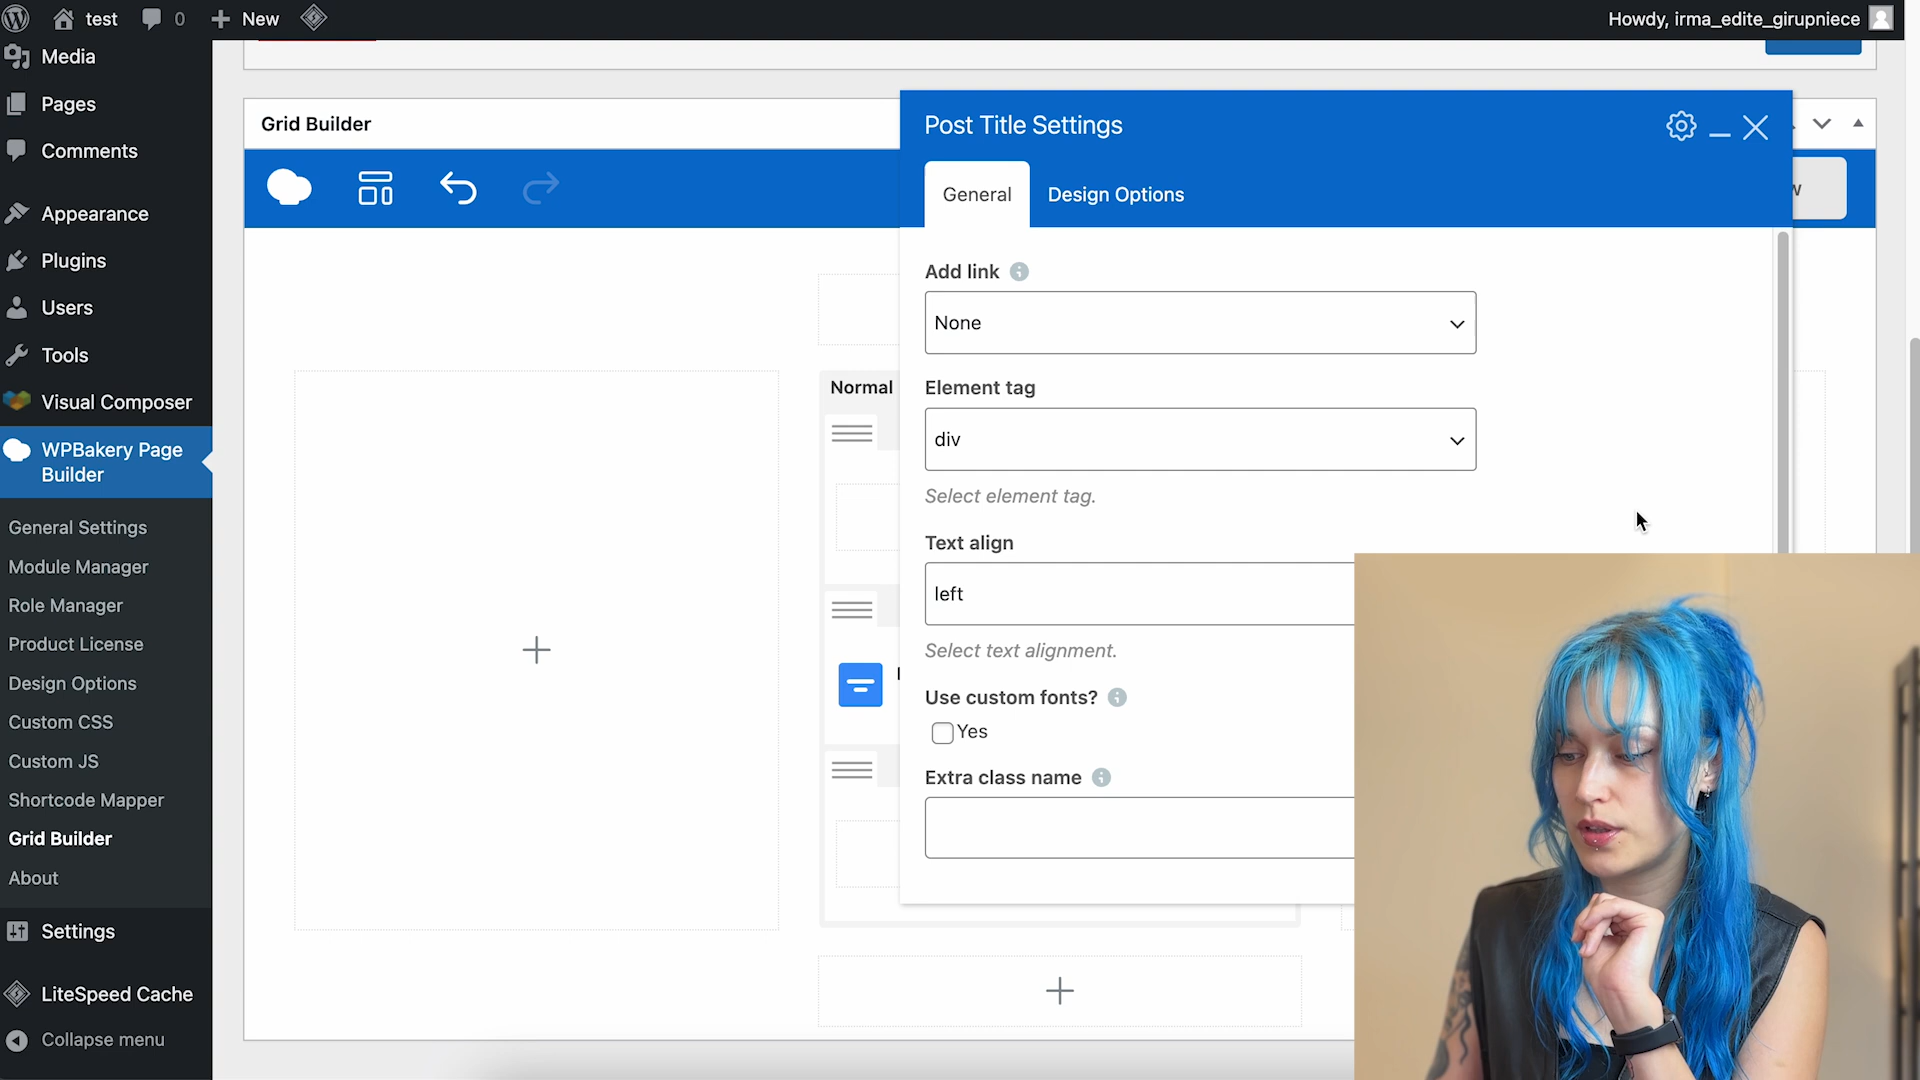 test
0
New
Howdy, irma_edite_girupniece
Media
Pages
Comments
Appearance
Plugins
Users
Tools
Visual Composer
WPBakery Page
Builder
General Settings
Module Manager
Role Manager
Product License
Design Options
Custom CSS
Custom JS
Shortcode Mapper
Grid Builder
About
Settings
LiteSpeed Cache
Collapse menu
Grid Builder
Normal
Post Title Settings
General
Design Options
Add link
None
Element tag
div
Select element tag.
Text align
left
Select text alignment.
Use custom fonts?
Yes
Extra class name